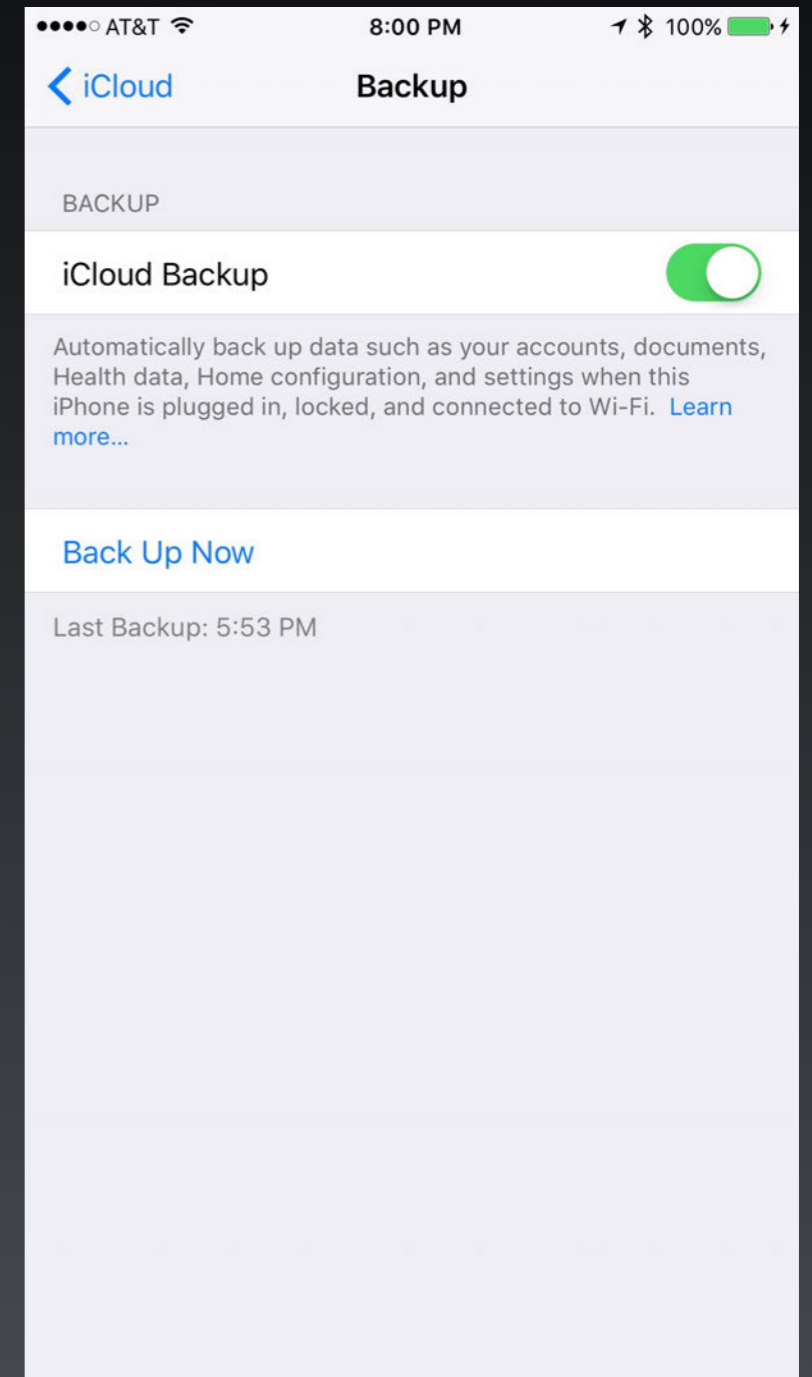 AT&T 8:00 PM 100%
iCloud Backup
BACKUP
iCloud Backup
Automatically back up data such as your accounts, documents,
Health data, Home configuration, and settings when this
iPhone is plugged in, locked, and connected to Wi-Fi. Learn
more...
Back Up Now
Last Backup: 5:53 PM